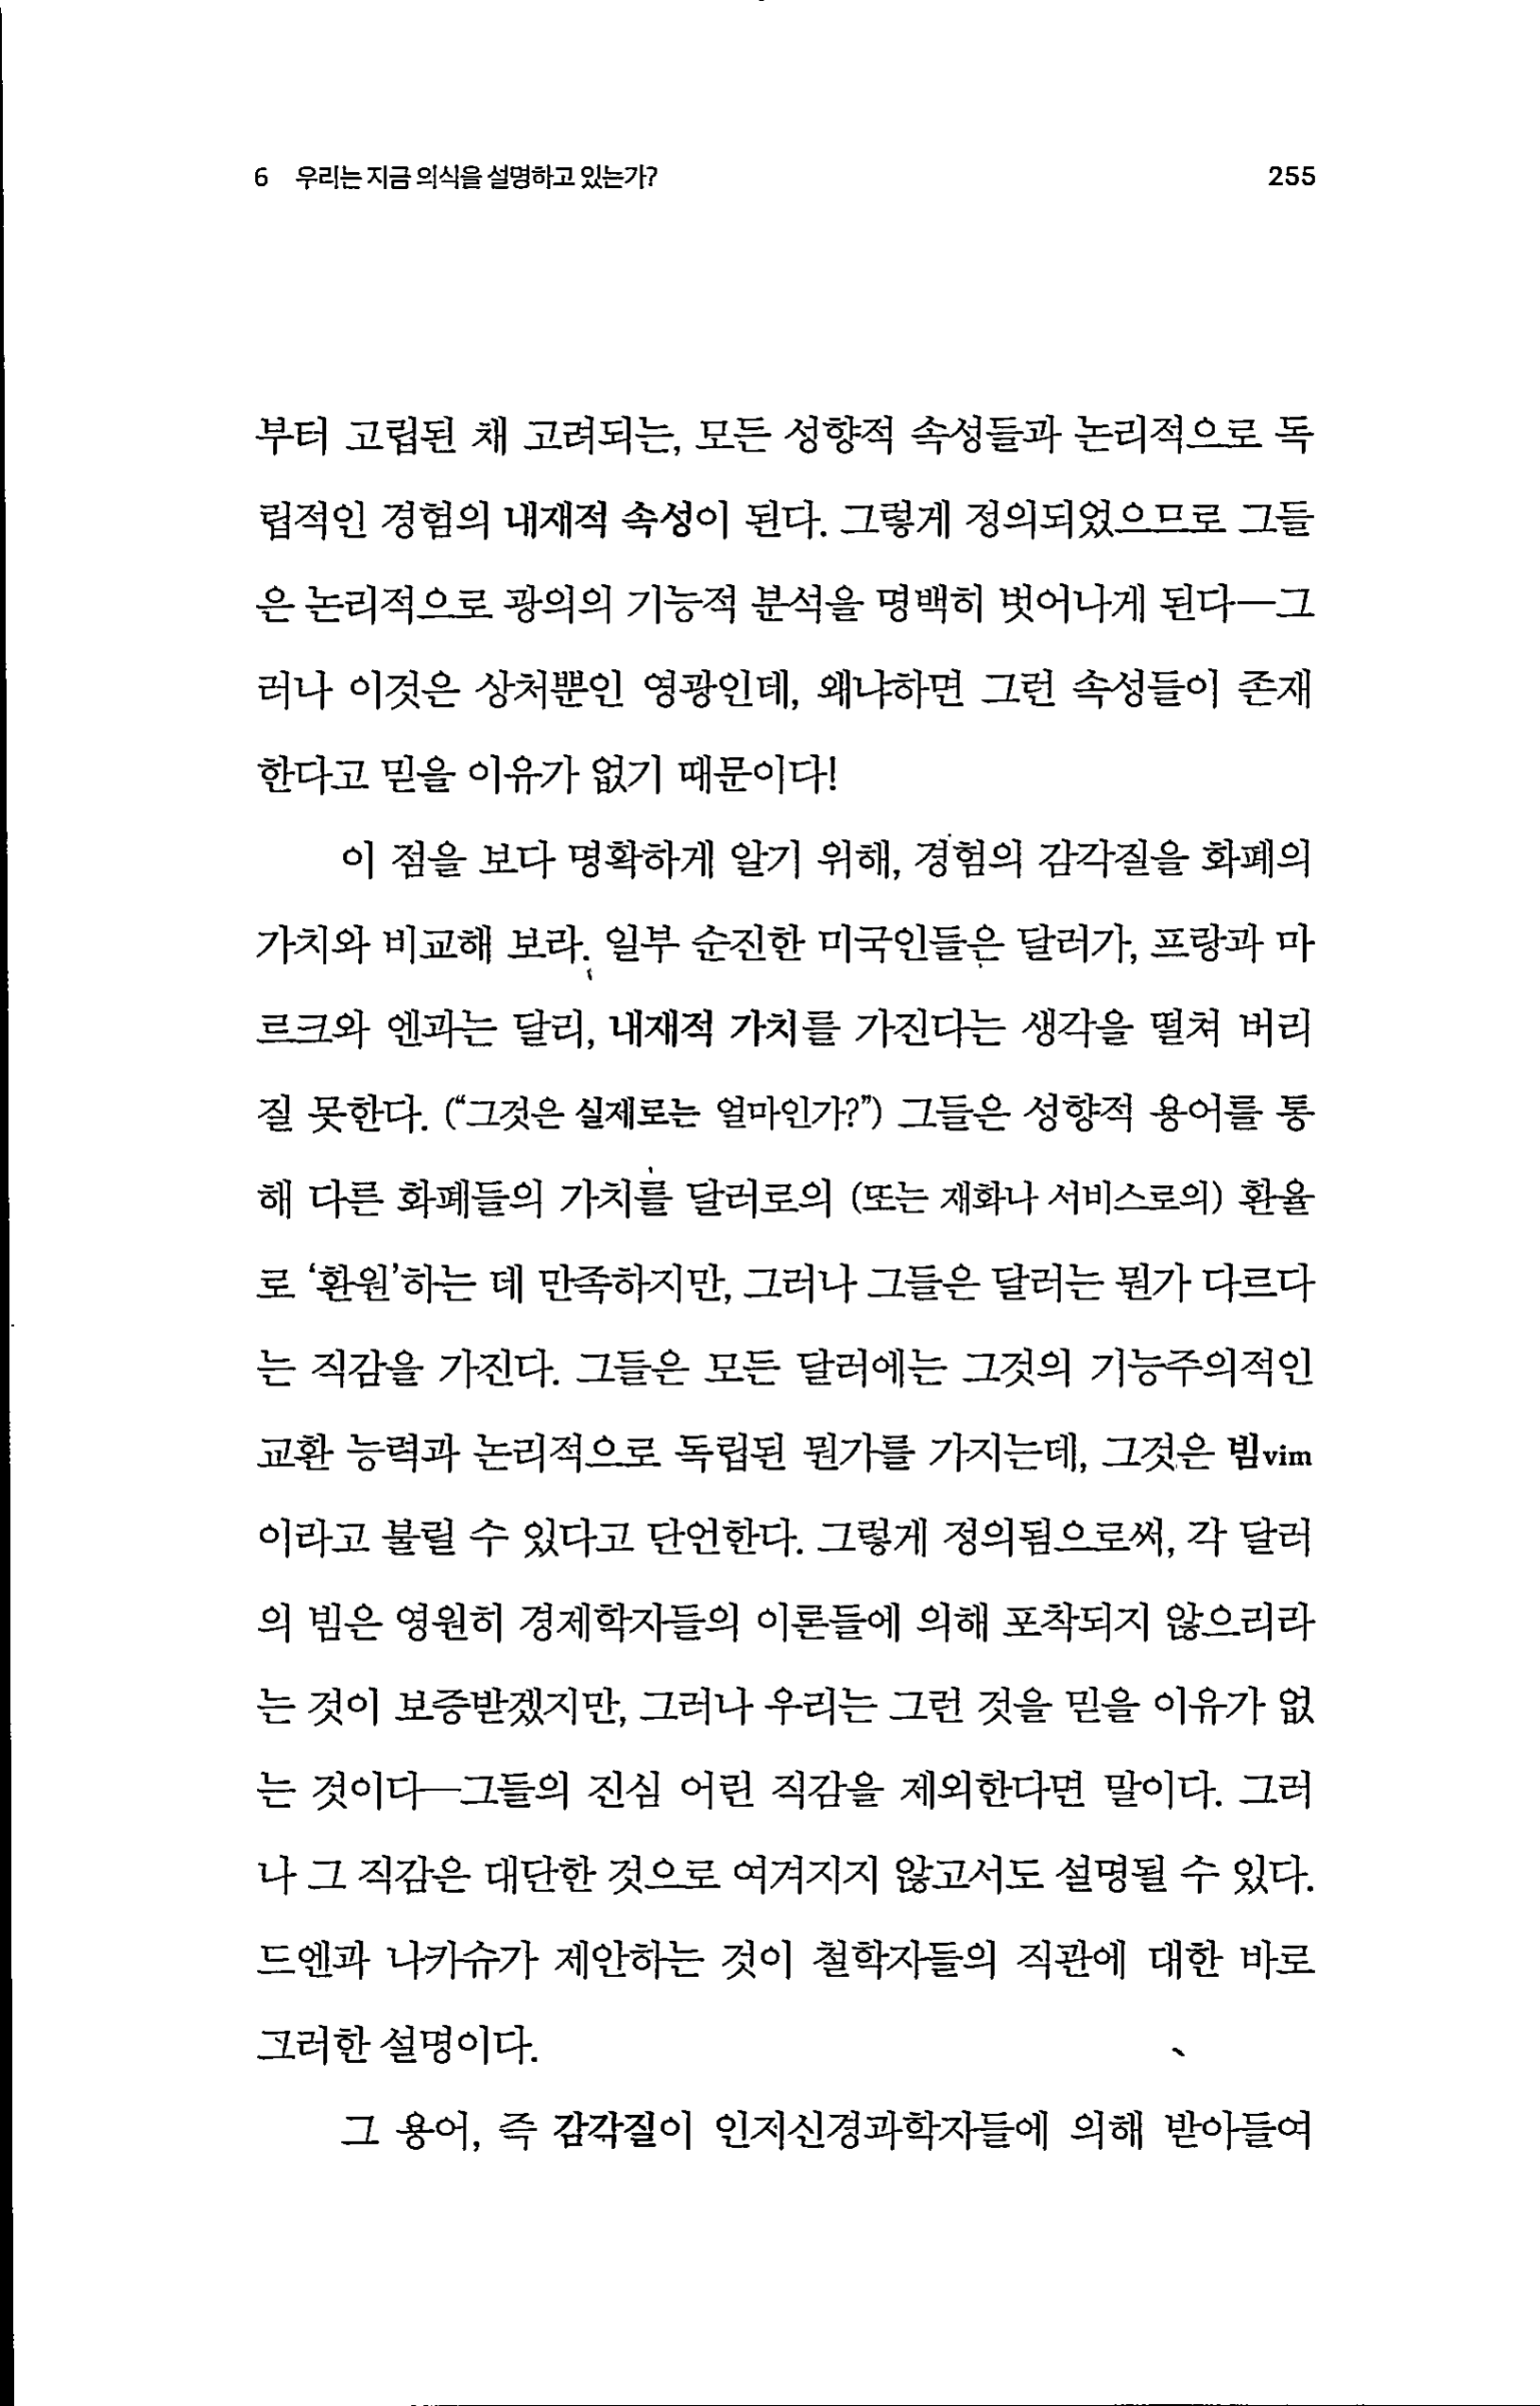 6 우리는 지금 의식을 설명하고 있는가? 255
부터 고립된 채 고려되는, 모든 성향적 속성들과 논리적으로 독
립적인 경험의 내재적 속성이 된다. 그렇게 정의되었으므로 그들
은 논리적으로 광의의 기능적 분석을 명백히 벗어나게 된다—그
러나 이것은 상처뿐인 영광인데, 왜냐하면 그런 속성들이 존재
한다고 믿을 이유가 없기 때문이다!
이 점을 보다 명확하게 알기 위해, 경험의 감각질을 화폐의
가치와 비교해 보라. 일부 순진한 미국인들은 달러가, 프랑과 마
르크와 엔과는 달리, 내재적 가치를 가진다는 생각을 떨쳐 버리
질 못한다. (“그것은 실제로는 얼마인가?”) 그들은 성향적 용어를 통
해 다른 화폐들의 가치를 달러로의 (또는 재화나 서비스로의) 환율
로 ‘환원’하는 데 만족하지만, 그러나 그들은 달러는 뭔가 다르다
는 직감을 가진다. 그들은 모든 달러에는 그것의 기능주의적인
교환 능력과 논리적으로 독립된 뭔가를 가지는데, 그것은 빔vim
이라고 불릴 수 있다고 단언한다. 그렇게 정의됨으로써, 각 달러
의 빔은 영원히 경제학자들의 이론들에 의해 포착되지 않으리라
는 것이 보증받겠지만, 그러나 우리는 그런 것을 믿을 이유가 없
는 것이다—그들의 진심 어린 직감을 제외한다면 말이다. 그러
나 그 직감은 대단한 것으로 여겨지지 않고서도 설명될 수 있다.
드엔과 나카슈가 제안하는 것이 철학자들의 직관에 대한 바로
그러한 설명이다.
그 용어, 즉 감각질이 인지신경과학자들에 의해 받아들여